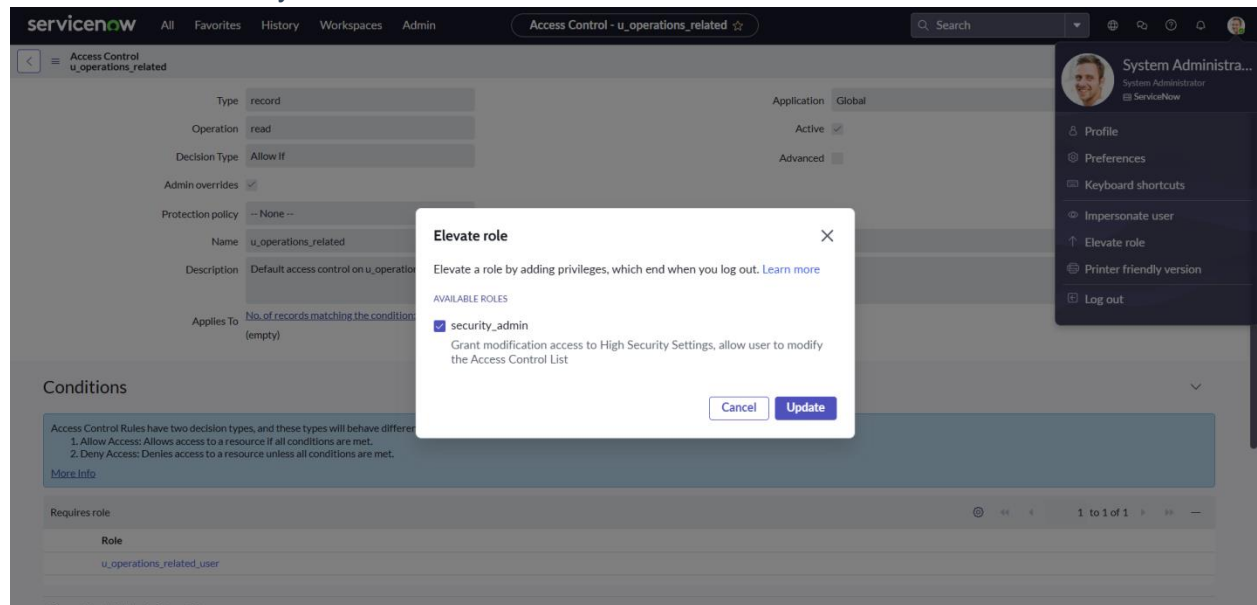 servicenow All Favorites History Workspaces Admin Access Control - u_operations_related ☆ Search
Access Control
u_operations_related
System Administra...
System Administrator
ServiceNow
Type record Application Global
Operation read Active
Decision Type Allow If Advanced
Admin overrides
Protection policy -- None --
Name u_operations_related
Description Default access control on u_operation
Applies To No. of records matching the condition:
(empty)
Profile
Preferences
Keyboard shortcuts
Impersonate user
Elevate role
Printer friendly version
Log out
Elevate role
Elevate a role by adding privileges, which end when you log out. Learn more
AVAILABLE ROLES
security_admin
Grant modification access to High Security Settings, allow user to modify
the Access Control List
Cancel Update
Conditions
Access Control Rules have two decision types, and these types will behave differen
1. Allow Access: Allows access to a resource if all conditions are met.
2. Deny Access: Denies access to a resource unless all conditions are met.
More Info
Requires role 1 to 1 of 1
Role
u_operations_related_user